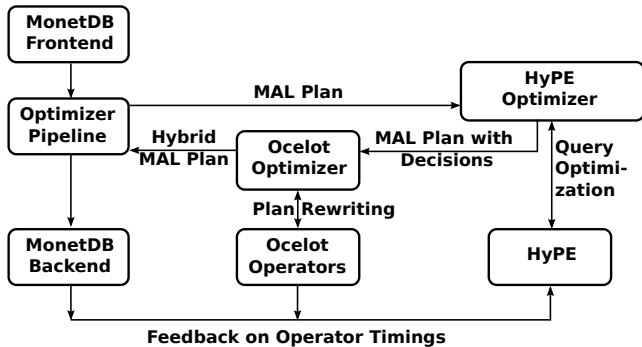 MonetDB
Frontend
MAL Plan
HyPE
Optimizer
Optimizer
Pipeline
Hybrid
MAL Plan
Ocelot
Optimizer
MAL Plan with
Decisions
Query
Optimi-
zation
Plan Rewriting
MonetDB
Backend
Ocelot
Operators
HyPE
Feedback on Operator Timings